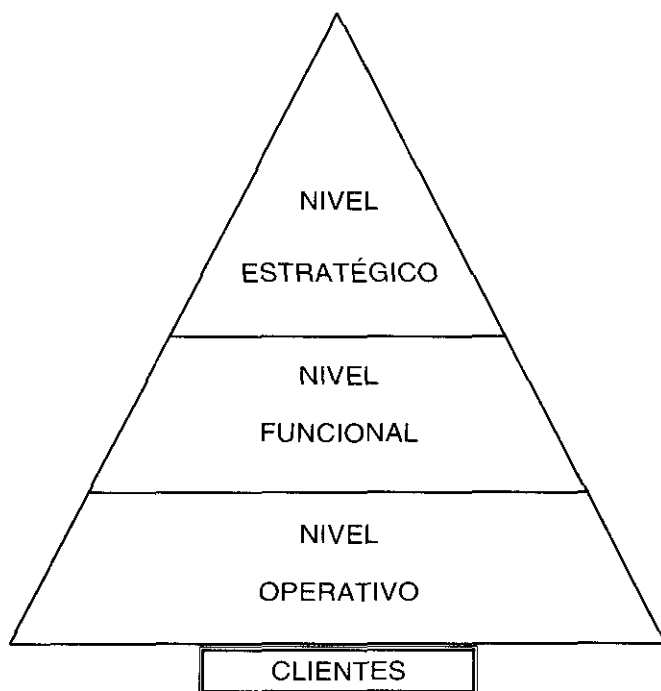 NIVEL
ESTRATÉGICO
NIVEL
FUNCIONAL
NIVEL
OPERATIVO
CLIENTES